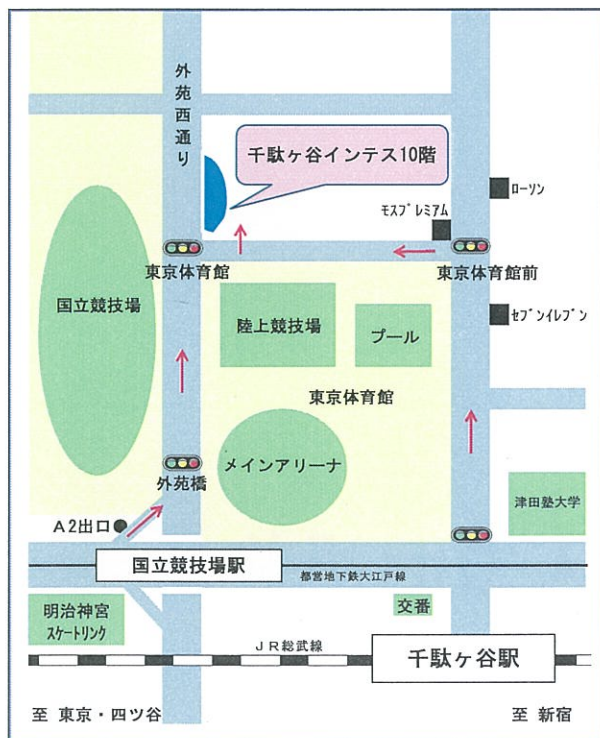 外苑西通り
千駄ヶ谷インテス10階
ローソン
モスプレミアム
東京体育館
東京体育館前
国立競技場
陸上競技場
プール
セブンイレブン
東京体育館
メインアリーナ
外苑橋
A2出口
津田塾大学
国立競技場駅
都営地下鉄大江戸線
明治神宮
スケートリンク
交番
JR総武線
千駄ヶ谷駅
至 東京・四ツ谷
至 新宿